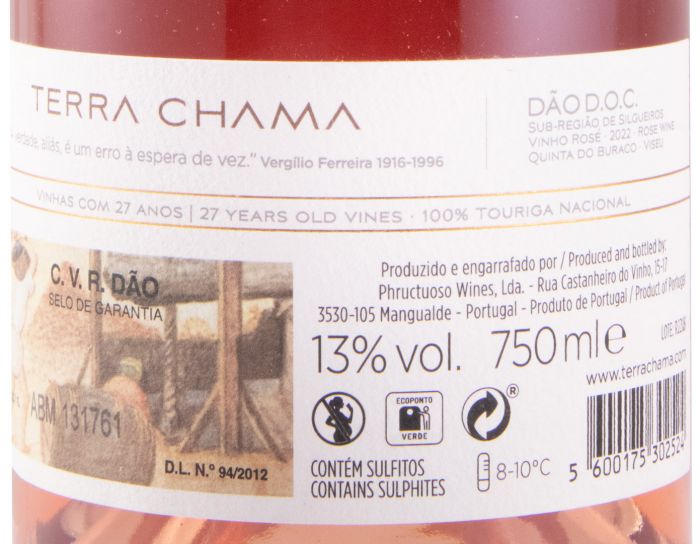 TERRA CHAMA
verdade, aliás, é um erro à espera de vez." Vergílio Ferreira 1916-1996
DÃO D.O.C.
SUB-REGIÃO DE SILGUEIROS
VINHO ROSÉ · 2022 · ROSE WINE
QUINTA DO BURACO · VISEU
VINHAS COM 27 ANOS | 27 YEARS OLD VINES · 100% TOURIGA NACIONAL
C. V. R. DÃO
SELO DE GARANTIA
ABM 131761
D.L. N.º 94/2012
Produzido e engarrafado por / Produced and bottled by:
Phructuoso Wines, Lda. - Rua Castanheiro do Vinho, 15-17
3530-105 Mangualde - Portugal - Produto de Portugal / Product of Portugal
13% vol. 750 ml e
www.terrachama.com
ECOPONTO
VERDE
®
CONTÉM SULFITOS
CONTAINS SULPHITES
8-10°C
5 600175 302524